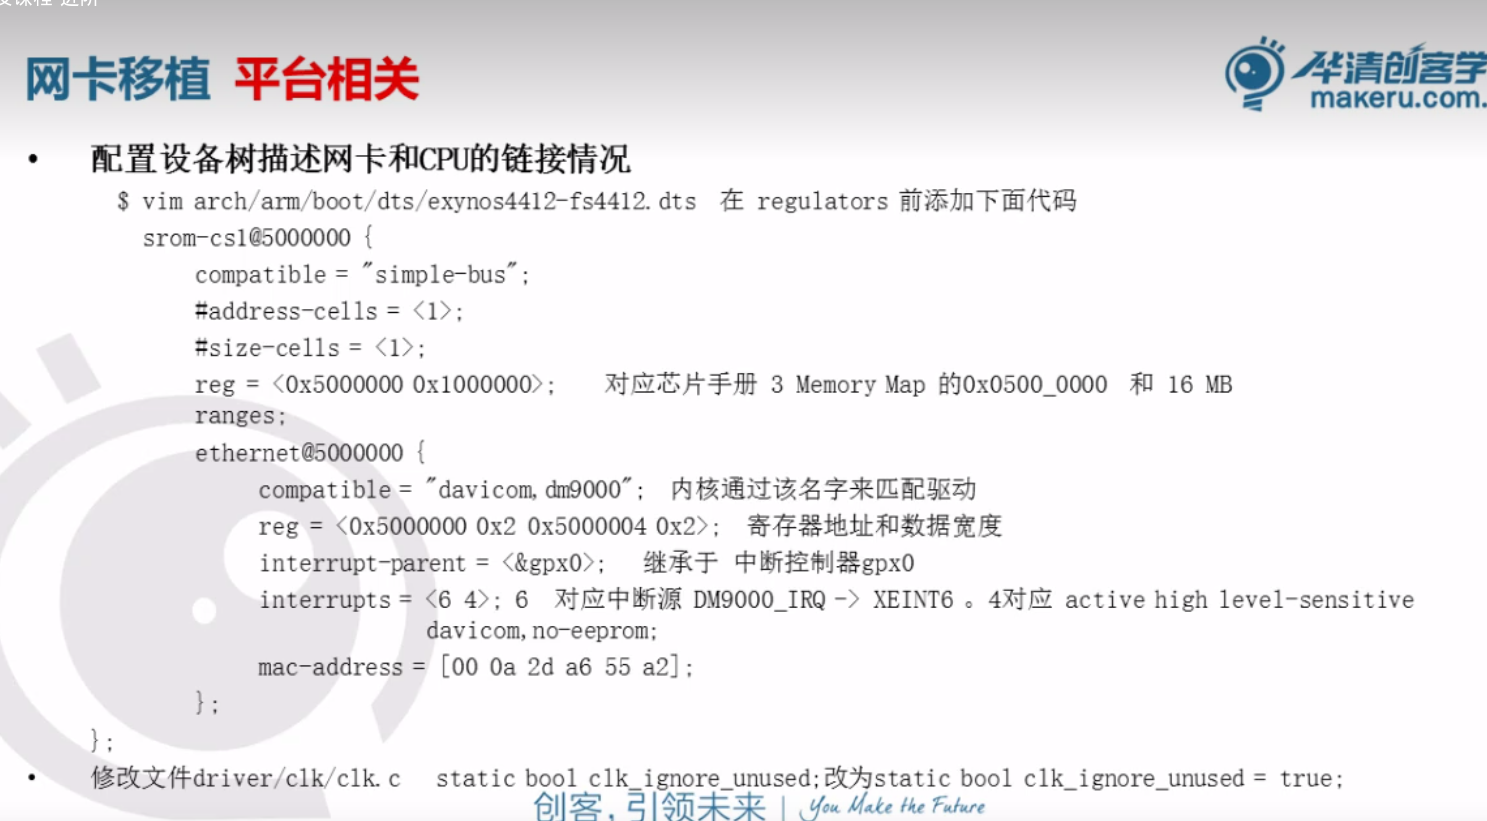 网卡移植 平台相关
华清创客学
makeru.com.
• 配置设备树描述网卡和CPU的链接情况
$ vim arch/arm/boot/dts/exynos4412-fs4412.dts 在 regulators 前添加下面代码
srom-cs1@5000000 {
compatible = "simple-bus";
#address-cells = <1>;
#size-cells = <1>;
reg = <0x5000000 0x1000000>; 对应芯片手册 3 Memory Map 的0x0500_0000 和 16 MB
ranges;
ethernet@5000000 {
compatible = "davicom,dm9000"; 内核通过该名字来匹配驱动
reg = <0x5000000 0x2 0x5000004 0x2>; 寄存器地址和数据宽度
interrupt-parent = <&gpx0>; 继承于 中断控制器gpx0
interrupts = <6 4>; 6 对应中断源 DM9000_IRQ -> XEINT6 。4对应 active high level-sensitive
davicom,no-eeprom;
mac-address = [00 0a 2d a6 55 a2];
};
};
• 修改文件driver/clk/clk.c static bool clk_ignore_unused;改为static bool clk_ignore_unused = true;
创客,引领未来 | You Make the Future